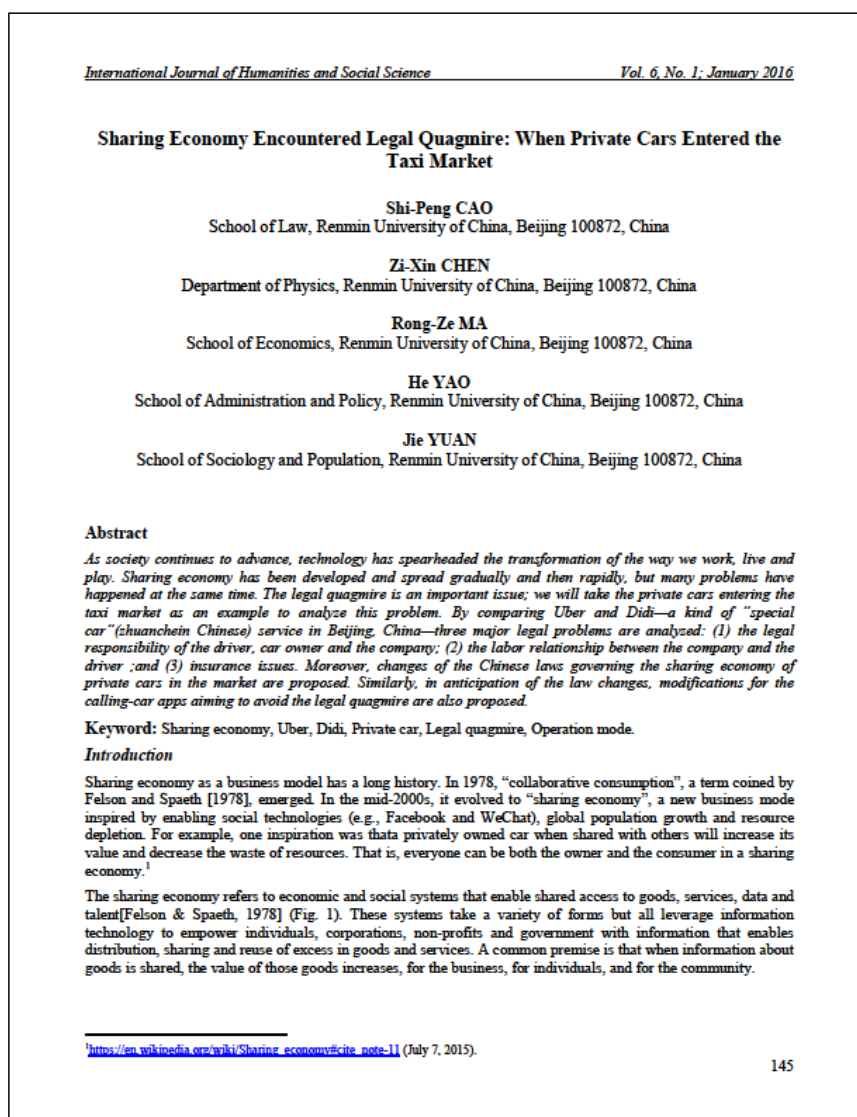 International Journal of Humanities and Social Science Vol. 6, No. 1; January 2016
Sharing Economy Encountered Legal Quagmire: When Private Cars Entered the
Taxi Market
Shi-Peng CAO
School of Law, Renmin University of China, Beijing 100872, China
Zi-Xin CHEN
Department of Physics, Renmin University of China, Beijing 100872, China
Rong-Ze MA
School of Economics, Renmin University of China, Beijing 100872, China
He YAO
School of Administration and Policy, Renmin University of China, Beijing 100872, China
Jie YUAN
School of Sociology and Population, Renmin University of China, Beijing 100872, China
Abstract
As society continues to advance, technology has spearheaded the transformation of the way we work, live and
play. Sharing economy has been developed and spread gradually and then rapidly, but many problems have
happened at the same time. The legal quagmire is an important issue; we will take the private cars entering the
taxi market as an example to analyze this problem. By comparing Uber and Didi—a kind of "special
car"(zhuanchein Chinese) service in Beijing, China—three major legal problems are analyzed: (1) the legal
responsibility of the driver, car owner and the company; (2) the labor relationship between the company and the
driver ;and (3) insurance issues. Moreover, changes of the Chinese laws governing the sharing economy of
private cars in the market are proposed. Similarly, in anticipation of the law changes, modifications for the
calling-car apps aiming to avoid the legal quagmire are also proposed.
Keyword: Sharing economy, Uber, Didi, Private car, Legal quagmire, Operation mode.
Introduction
Sharing economy as a business model has a long history. In 1978, “collaborative consumption”, a term coined by
Felson and Spaeth [1978], emerged. In the mid-2000s, it evolved to “sharing economy”, a new business mode
inspired by enabling social technologies (e.g., Facebook and WeChat), global population growth and resource
depletion. For example, one inspiration was thata privately owned car when shared with others will increase its
value and decrease the waste of resources. That is, everyone can be both the owner and the consumer in a sharing
economy.1
The sharing economy refers to economic and social systems that enable shared access to goods, services, data and
talent[Felson & Spaeth, 1978] (Fig. 1). These systems take a variety of forms but all leverage information
technology to empower individuals, corporations, non-profits and government with information that enables
distribution, sharing and reuse of excess in goods and services. A common premise is that when information about
goods is shared, the value of those goods increases, for the business, for individuals, and for the community.
1https://en.wikipedia.org/wiki/Sharing_economy#cite_note-11 (July 7, 2015).
145